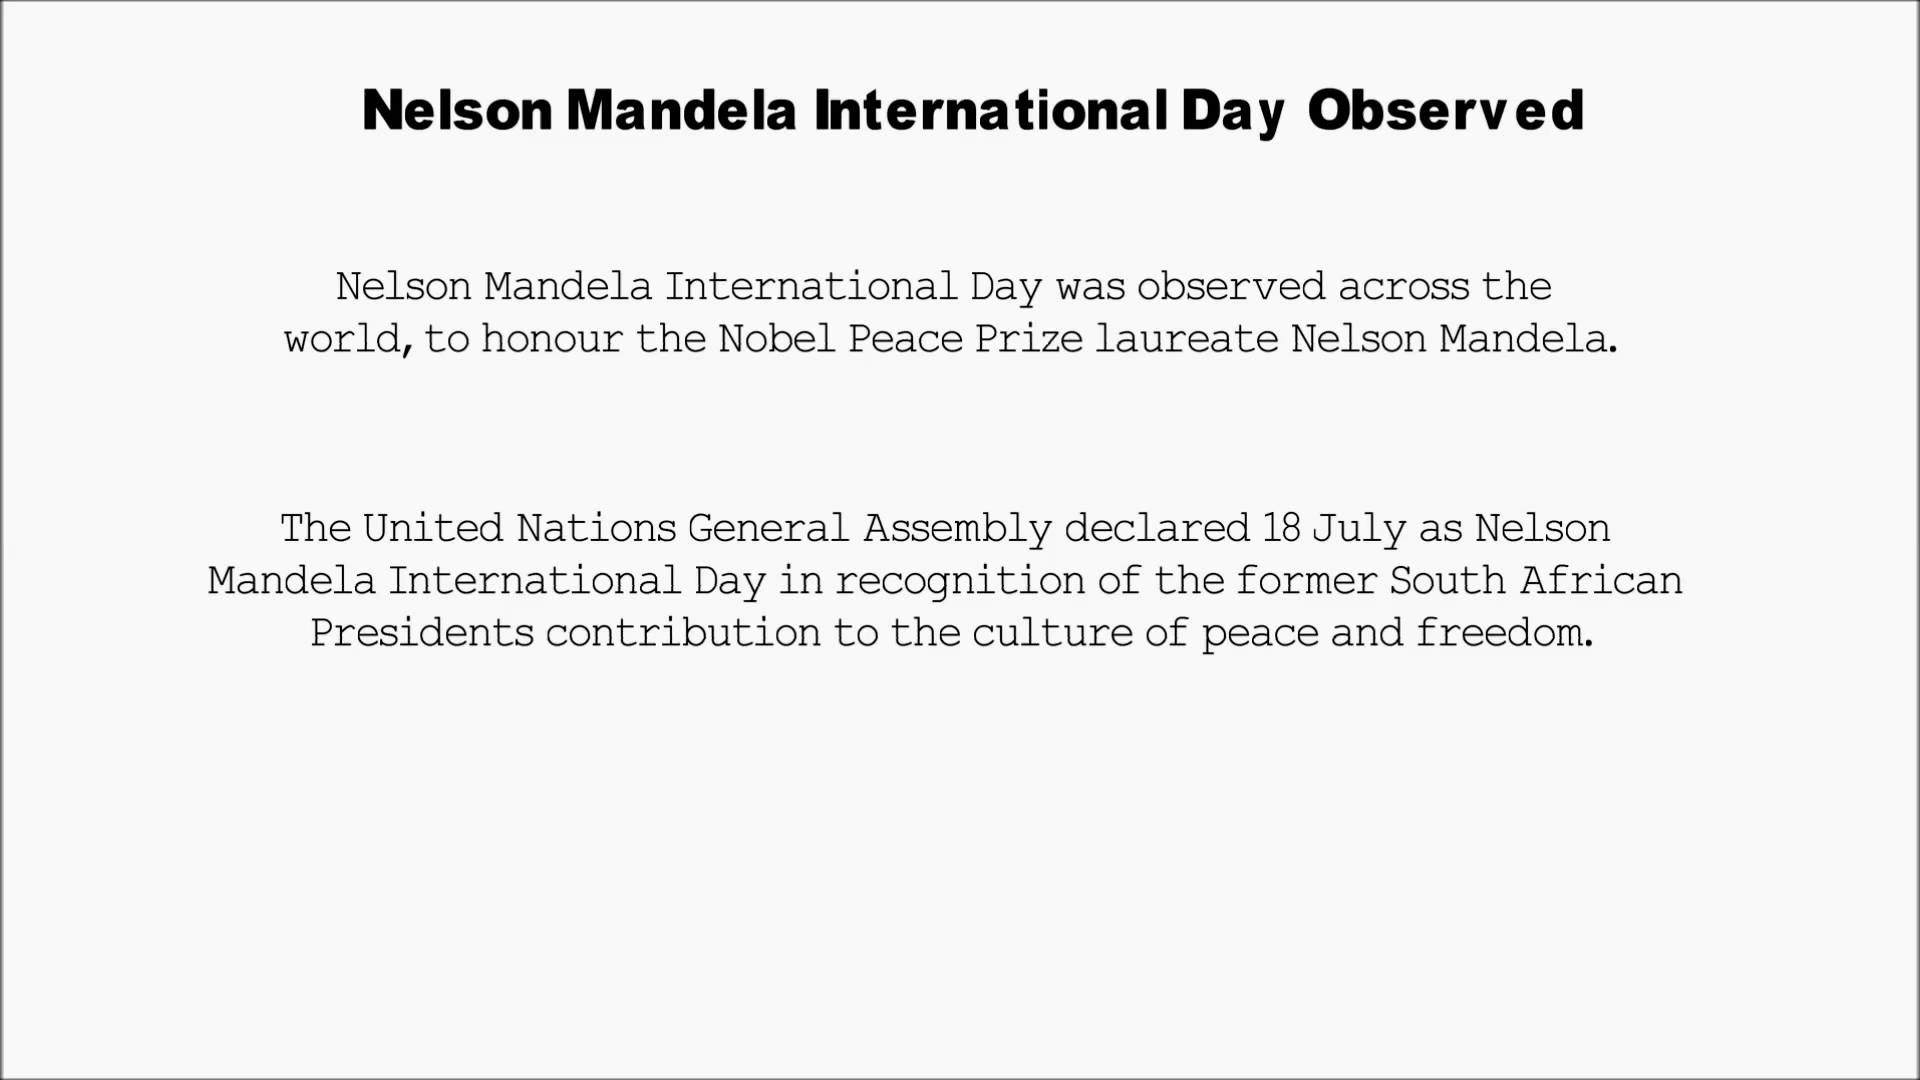 Nelson Mandela International Day Observed
Nelson Mandela International Day was observed across the
world, to honour the Nobel Peace Prize laureate Nelson Mandela.
The United Nations General Assembly declared 18 July as Nelson
Mandela International Day in recognition of the former South African
Presidents contribution to the culture of peace and freedom.